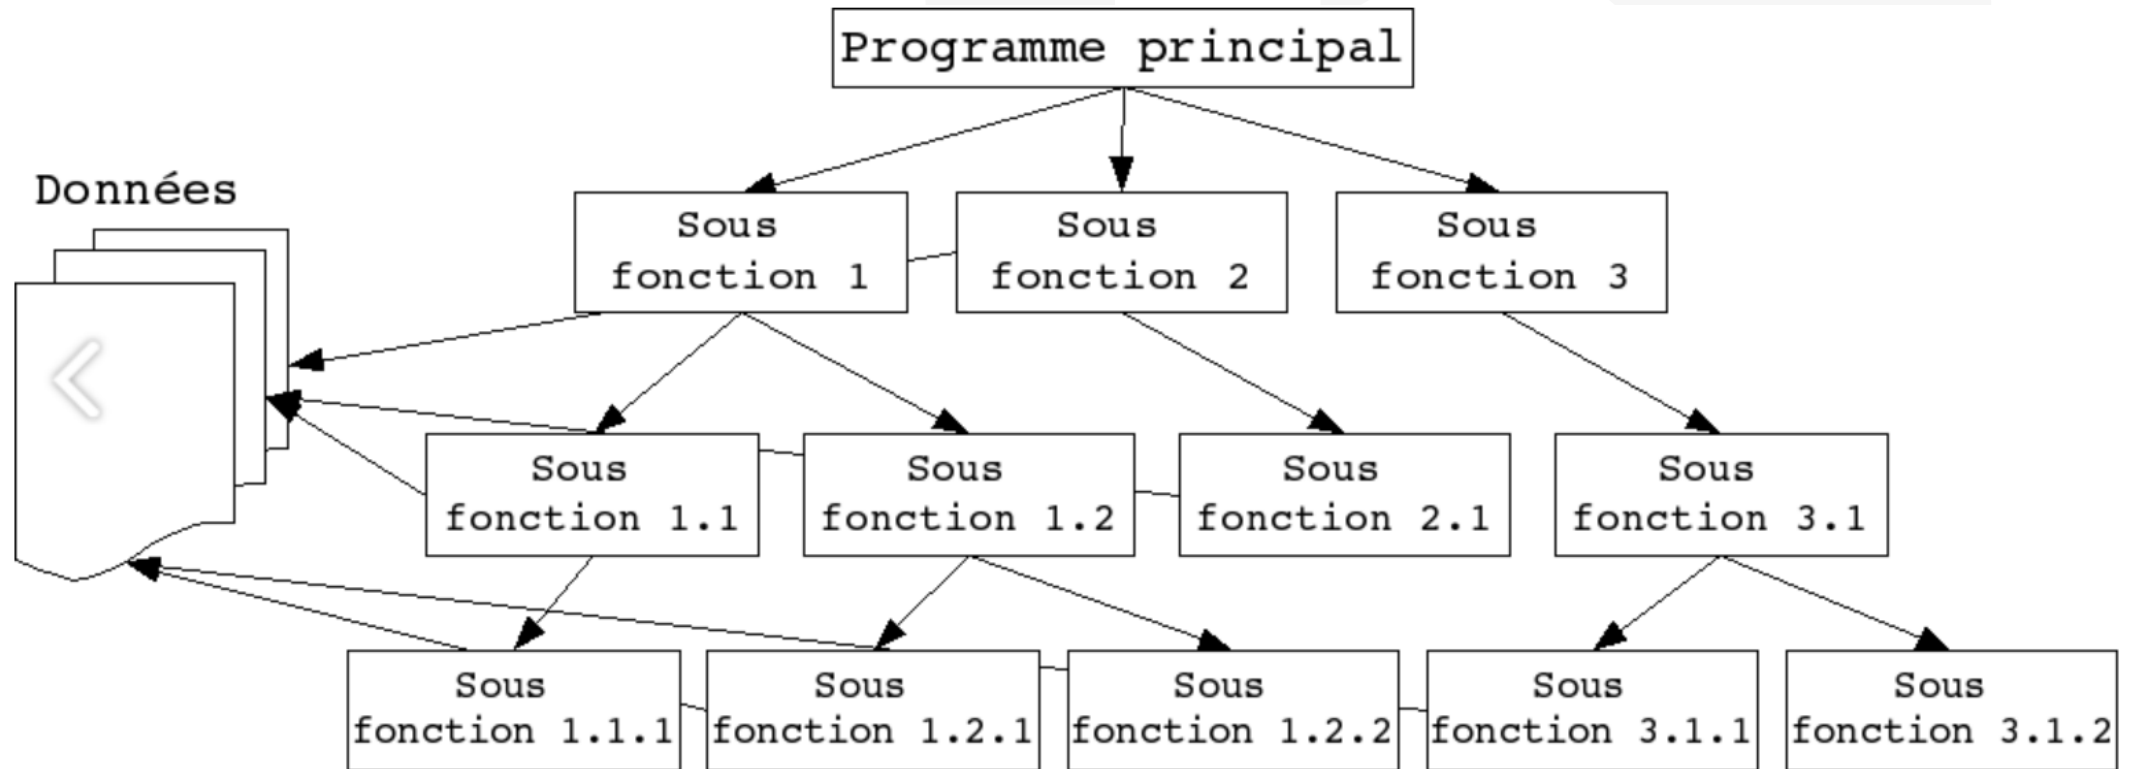 Programme principal
Données
Sous
fonction 1
Sous
fonction 2
Sous
fonction 3
Sous
fonction 1.1
Sous
fonction 1.2
Sous
fonction 2.1
Sous
fonction 3.1
Sous
fonction 1.1.1
Sous
fonction 1.2.1
Sous
fonction 1.2.2
Sous
fonction 3.1.1
Sous
fonction 3.1.2